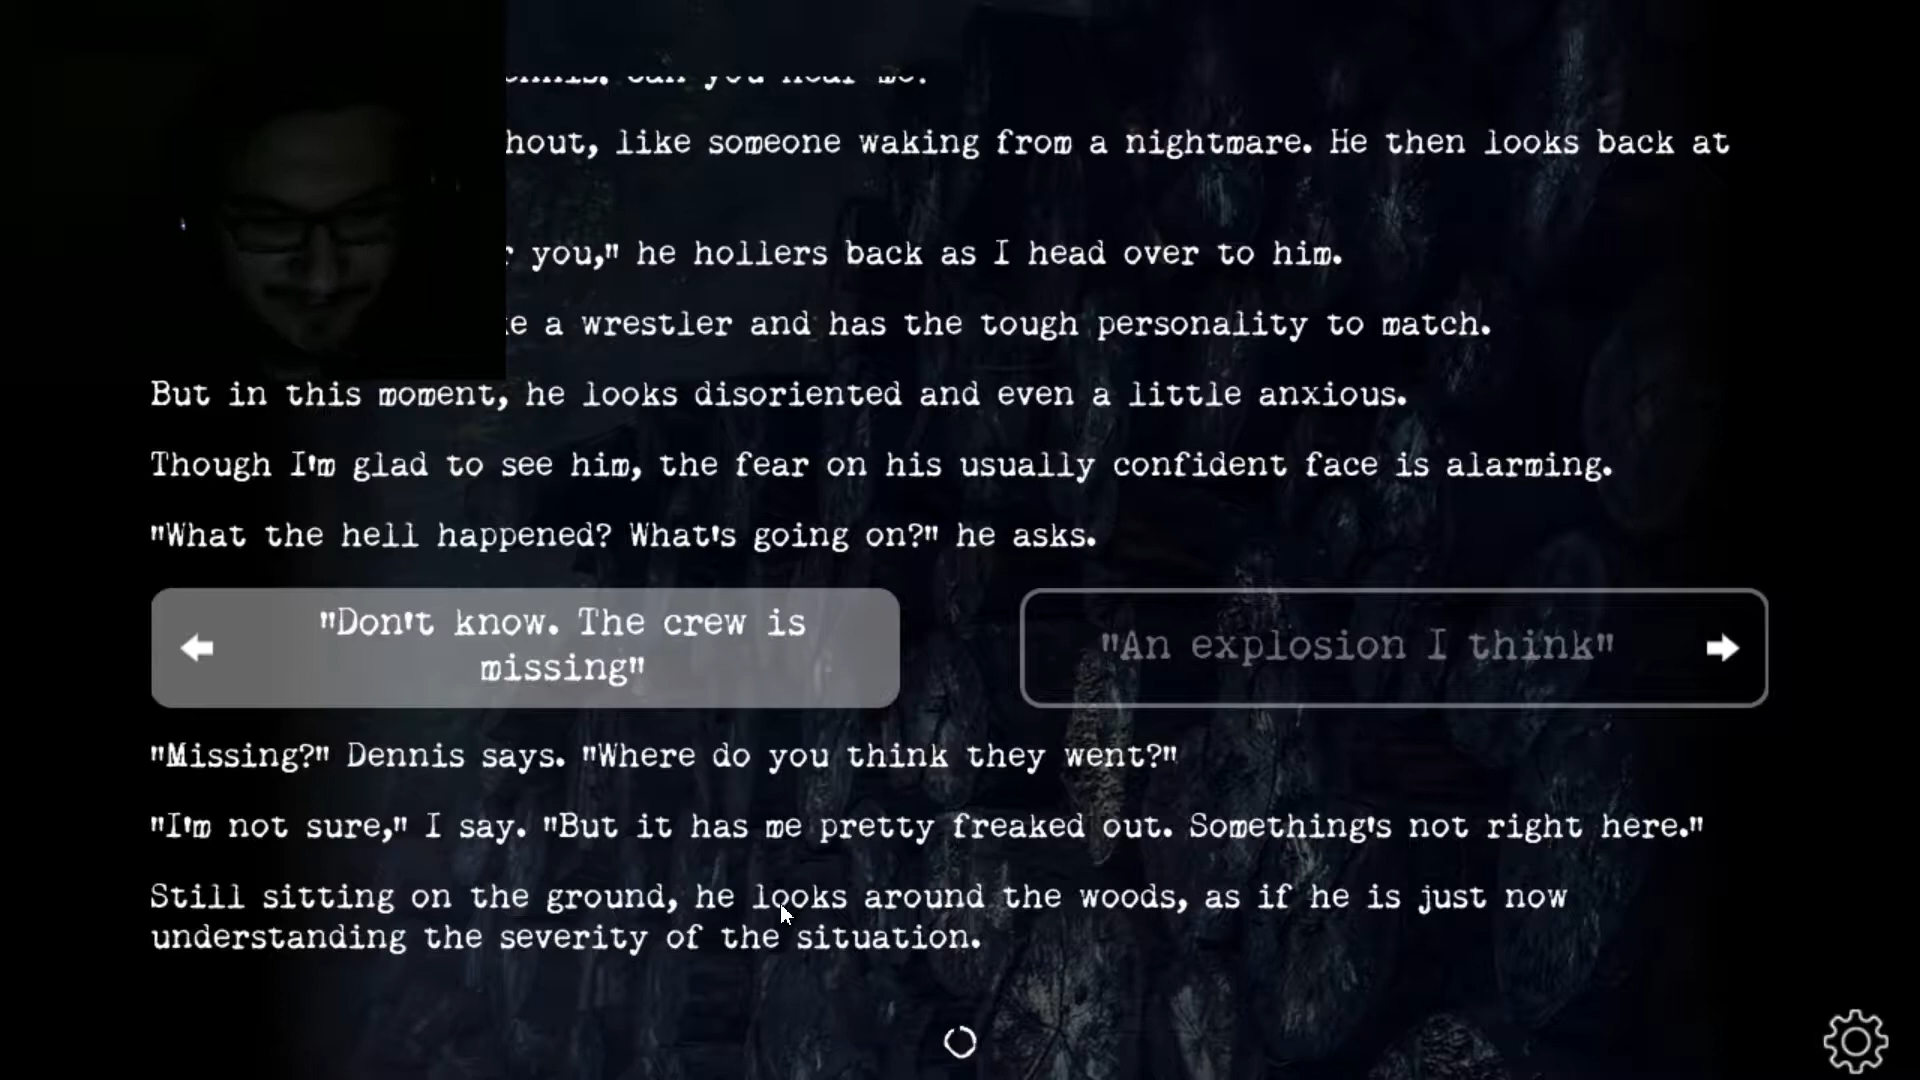 hout, like someone waking from a nightmare. He then looks back at
you," he hollers back as I head over to him.
e a wrestler and has the tough personality to match.
But in this moment, he looks disoriented and even a little anxious.
Though I'm glad to see him, the fear on his usually confident face is alarming.
"What the hell happened? What's going on?" he asks.
"Don't know. The crew is
missing"
"An explosion I think"
"Missing?" Dennis says. "Where do you think they went?"
"I'm not sure," I say. "But it has me pretty freaked out. Something's not right here."
Still sitting on the ground, he looks around the woods, as if he is just now
understanding the severity of the situation.